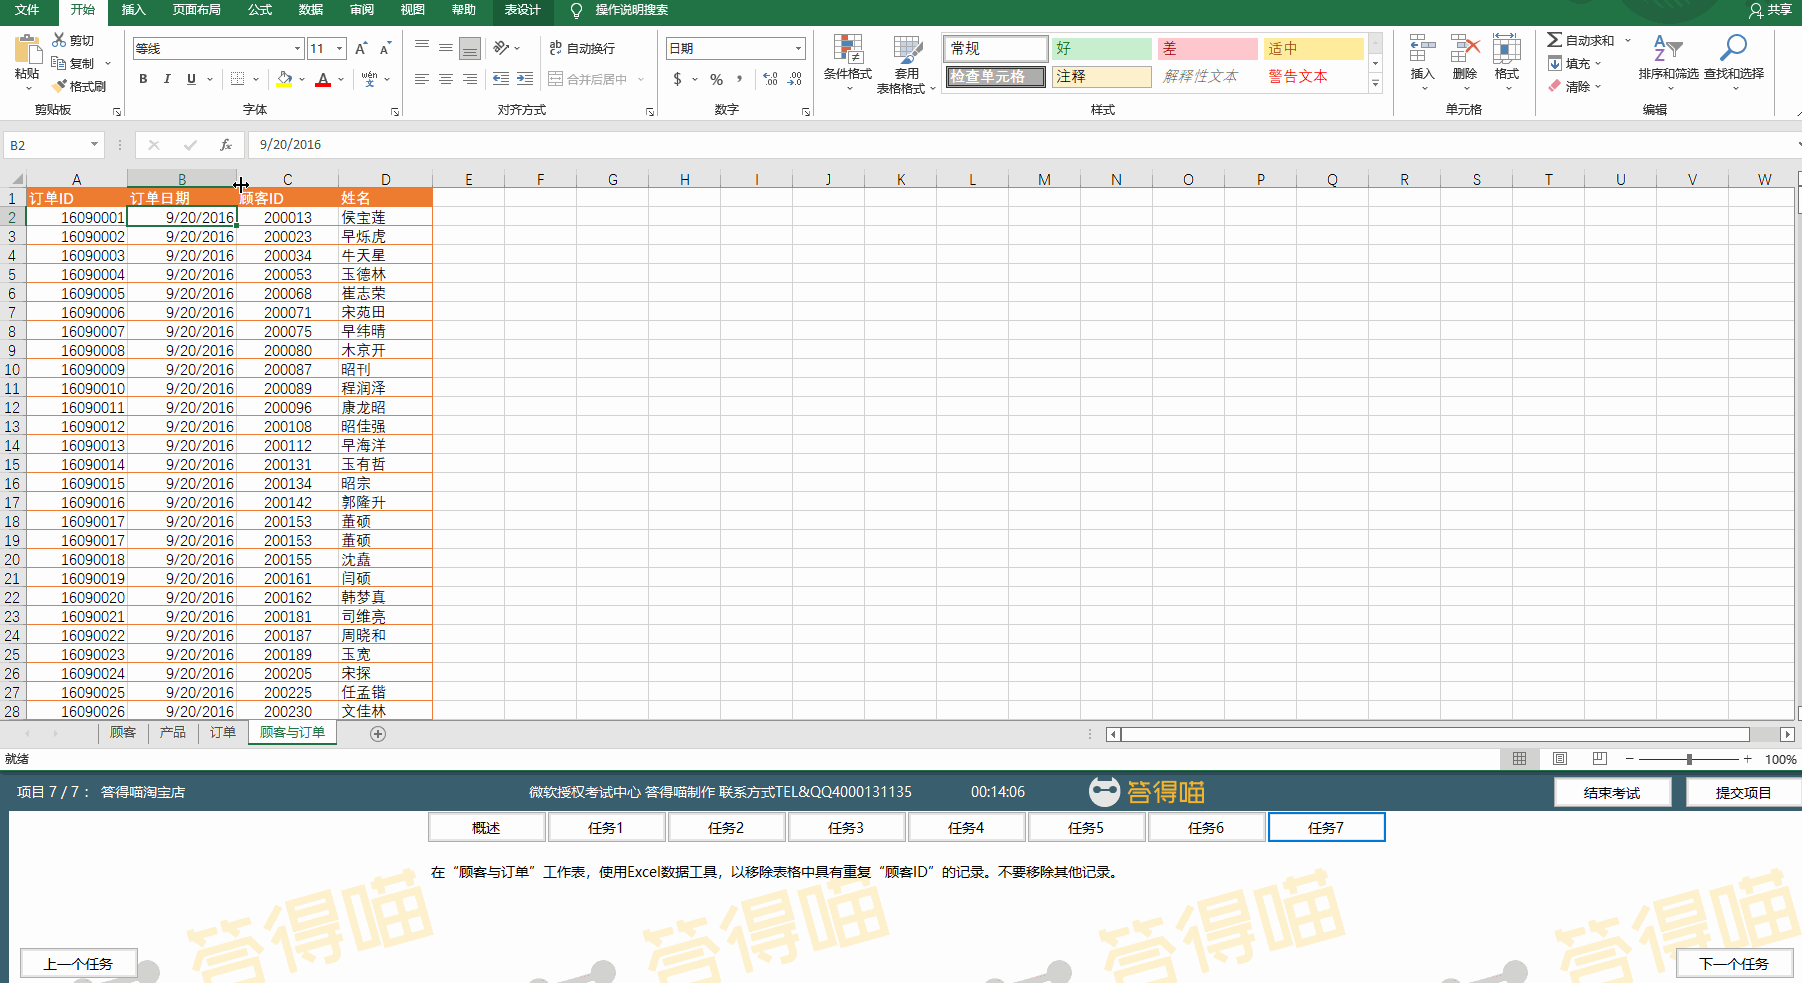 文件 开始 插入 页面布局 公式 数据 审阅 视图 帮助 表设计 操作说明搜索 共享
粘贴 剪切 复制 格式刷 剪贴板
等线 11 A A B I U A wén 字体
ab 自动换行 合并后居中 对齐方式
日期 $ % , 数字
条件格式 套用 表格格式
常规 好 差 适中
检查单元格 注释 解释性文本 警告文本
样式
插入 删除 格式 单元格
自动求和 填充 清除 排序和筛选 查找和选择 编辑
B2 fx 9/20/2016
A B C D E F G H I J K L M N O P Q R S T U V W
1 订单ID 订单日期 顾客ID 姓名
2 16090001 9/20/2016 200013 侯宝莲
3 16090002 9/20/2016 200023 早烁虎
4 16090003 9/20/2016 200034 牛天星
5 16090004 9/20/2016 200053 玉德林
6 16090005 9/20/2016 200068 崔志荣
7 16090006 9/20/2016 200071 宋苑田
8 16090007 9/20/2016 200075 早纬晴
9 16090008 9/20/2016 200080 木京开
10 16090009 9/20/2016 200087 昭刊
11 16090010 9/20/2016 200089 程润泽
12 16090011 9/20/2016 200096 康龙昭
13 16090012 9/20/2016 200108 昭佳强
14 16090013 9/20/2016 200112 早海洋
15 16090014 9/20/2016 200131 玉有哲
16 16090015 9/20/2016 200134 昭宗
17 16090016 9/20/2016 200142 郭隆升
18 16090017 9/20/2016 200153 董硕
19 16090017 9/20/2016 200153 董硕
20 16090018 9/20/2016 200155 沈矗
21 16090019 9/20/2016 200161 闫硕
22 16090020 9/20/2016 200162 韩梦真
23 16090021 9/20/2016 200181 司维亮
24 16090022 9/20/2016 200187 周晓和
25 16090023 9/20/2016 200189 玉宽
26 16090024 9/20/2016 200205 宋探
27 16090025 9/20/2016 200225 任孟锴
28 16090026 9/20/2016 200230 文佳林
顾客 产品 订单 顾客与订单
就绪 100%
项目 7 / 7： 答得喵淘宝店 微软授权考试中心 答得喵制作 联系方式TEL&QQ4000131135 00:14:06 答得喵 结束考试 提交项目
概述 任务1 任务2 任务3 任务4 任务5 任务6 任务7
在“顾客与订单”工作表，使用Excel数据工具，以移除表格中具有重复“顾客ID”的记录。不要移除其他记录。
答得喵 答得喵 答得喵 答得喵
上一个任务 下一个任务